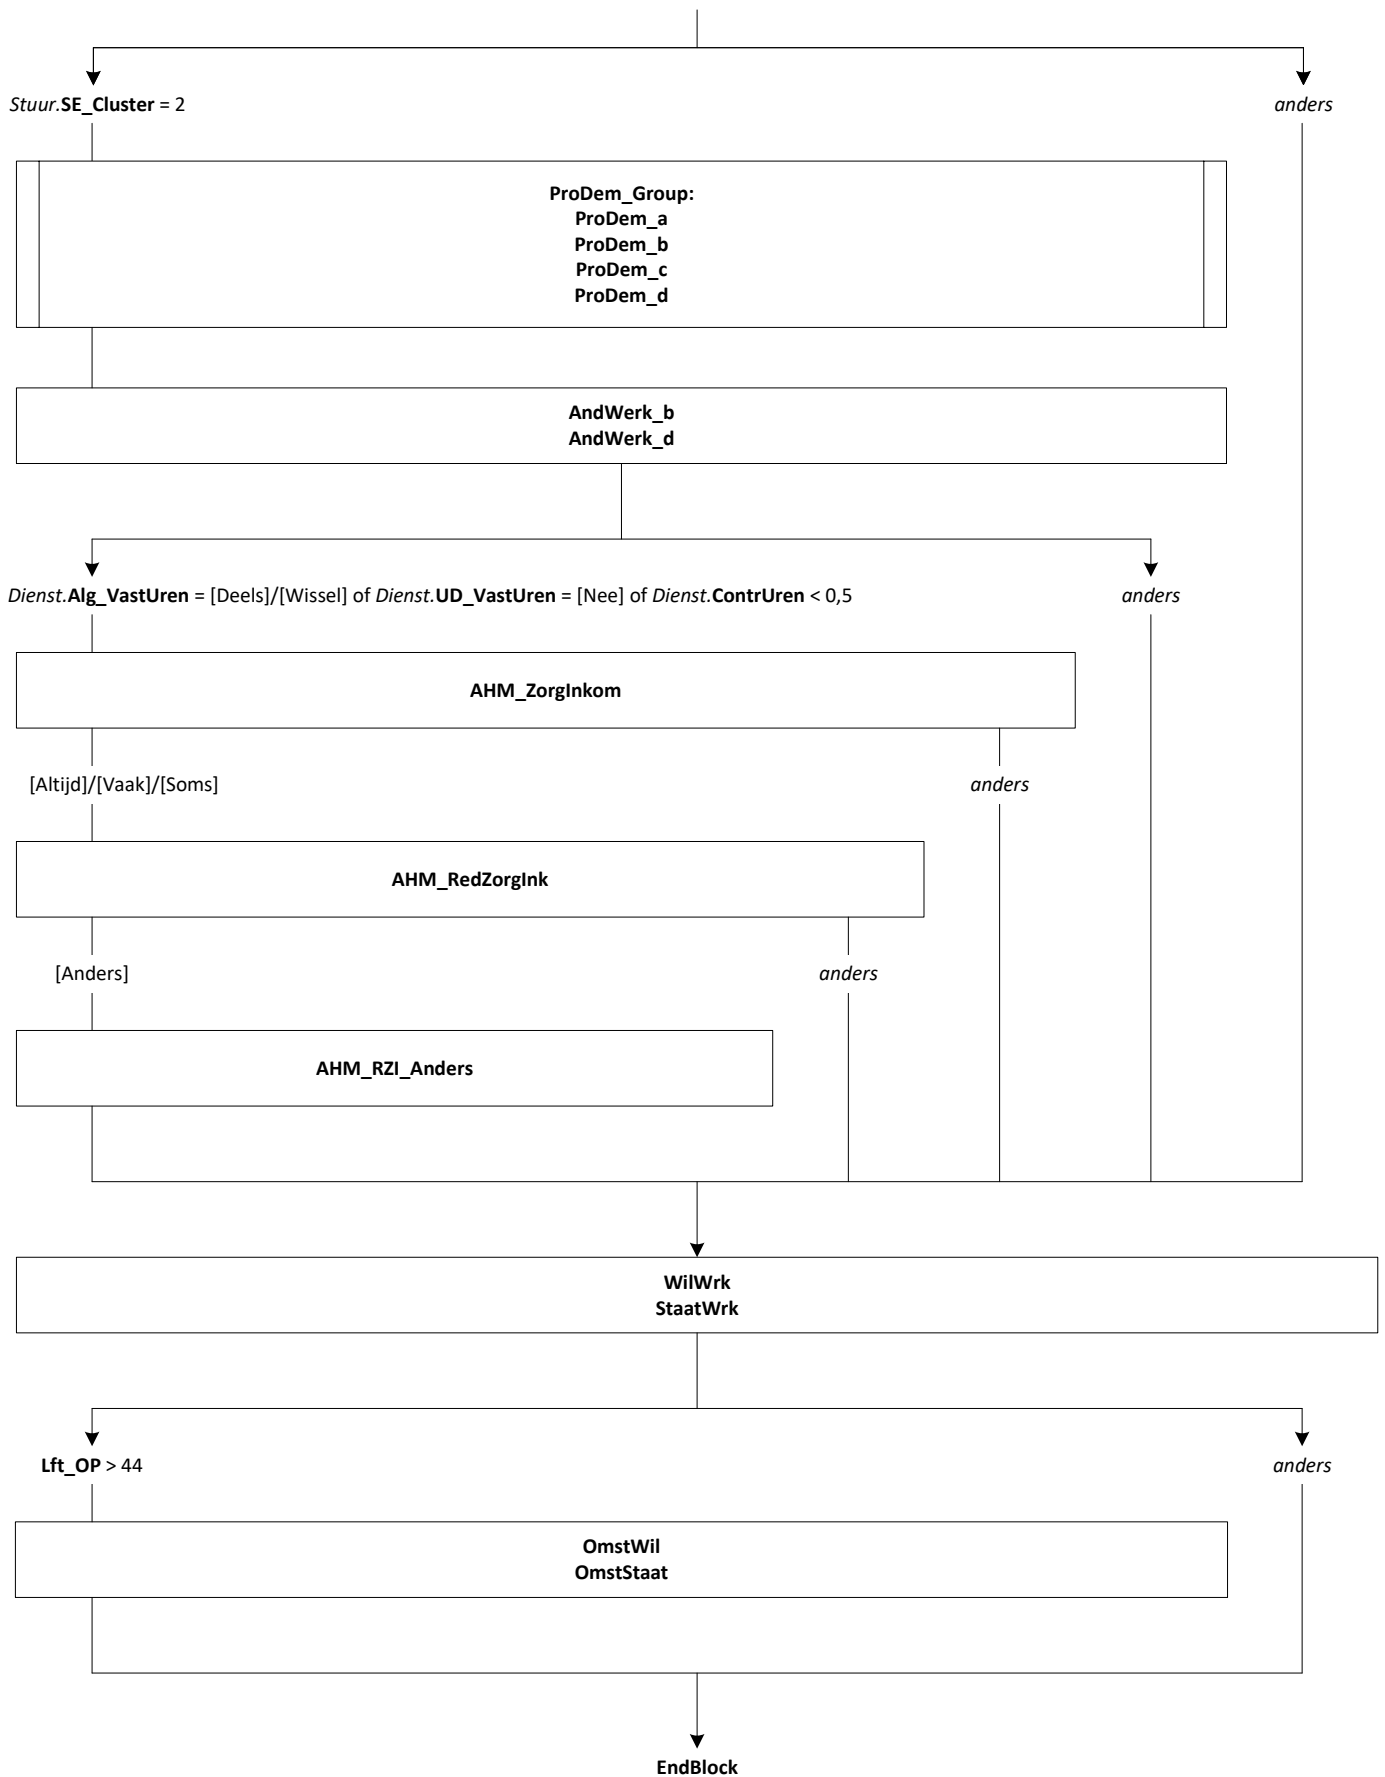 Stuur.SE_Cluster = 2
anders
ProDem_Group:
ProDem_a
ProDem_b
ProDem_c
ProDem_d
AndWerk_b
AndWerk_d
Dienst.Alg_VastUren = [Deels]/[Wissel] of Dienst.UD_VastUren = [Nee] of Dienst.ContrUren < 0,5
anders
AHM_ZorgInkom
[Altijd]/[Vaak]/[Soms]
anders
AHM_RedZorgInk
[Anders]
anders
AHM_RZI_Anders
WilWrk
StaatWrk
Lft_OP > 44
anders
OmstWil
OmstStaat
EndBlock